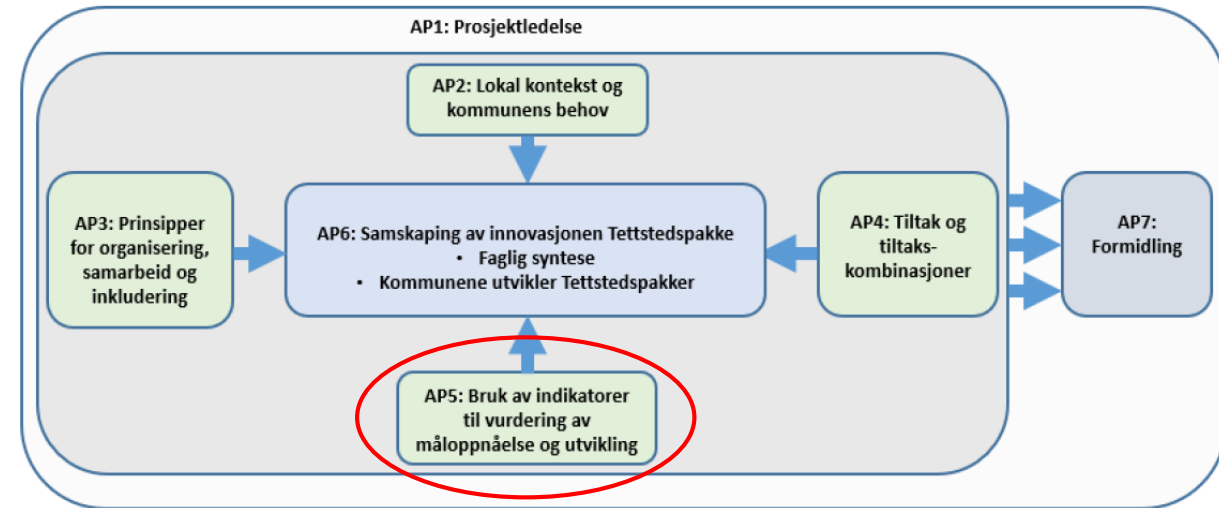 AP1: Prosjektledelse
AP2: Lokal kontekst og
kommunens behov
AP3: Prinsipper
for organisering,
samarbeid og
inkludering
AP6: Samskaping av innovasjonen Tettstedspakke
• Faglig syntese
• Kommunene utvikler Tettstedspakker
AP4: Tiltak og
tiltaks-
kombinasjoner
AP7:
Formidling
AP5: Bruk av indikatorer
til vurdering av
måloppnåelse og utvikling